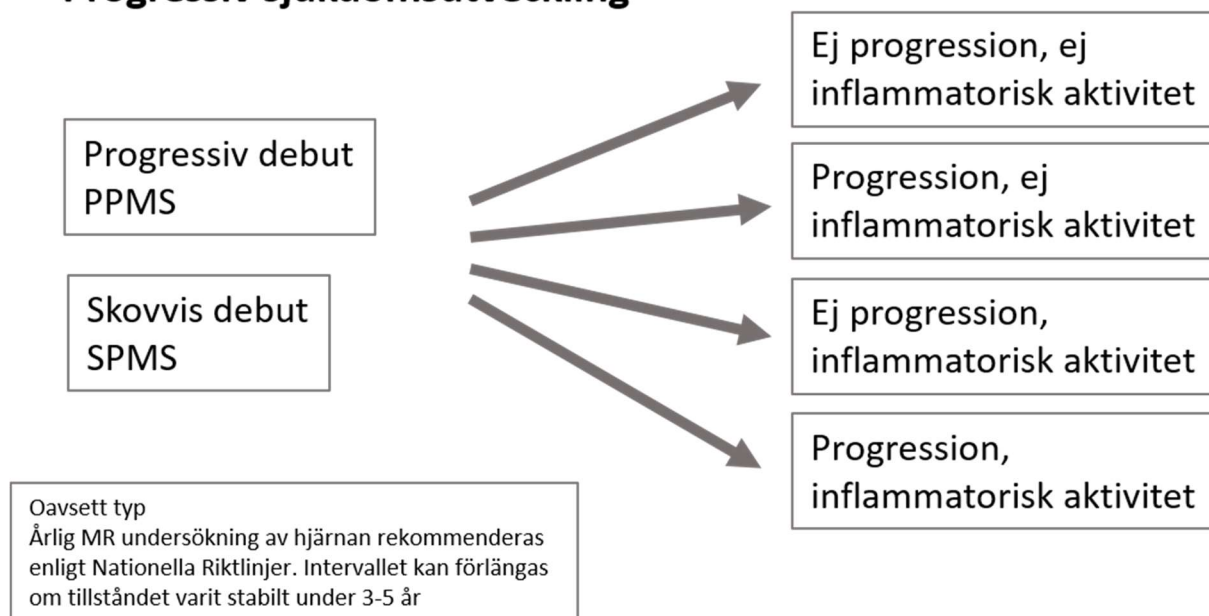 Progressiv sjukdomsutveckling
Progressiv debut
PPMS
Skovvis debut
SPMS
Ej progression, ej
inflammatorisk aktivitet
Progression, ej
inflammatorisk aktivitet
Ej progression,
inflammatorisk aktivitet
Progression,
inflammatorisk aktivitet
Oavsett typ
Årlig MR undersökning av hjärnan rekommenderas
enligt Nationella Riktlinjer. Intervallet kan förlängas
om tillståndet varit stabilt under 3-5 år